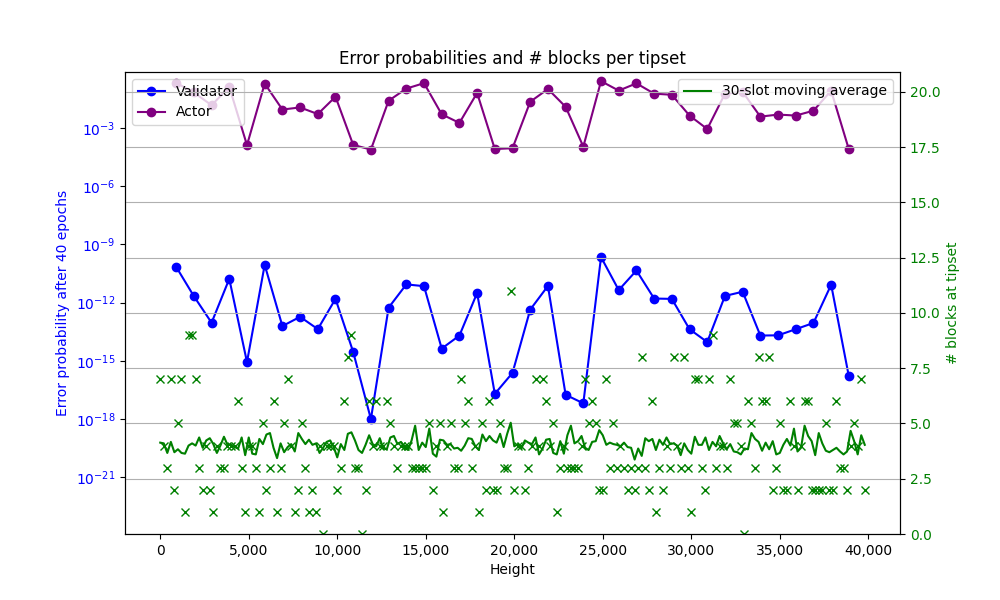 Error probabilities and # blocks per tipset
Validator
Actor
30-slot moving average
Error probability after 40 epochs
10⁻³
10⁻⁶
10⁻⁹
10⁻¹²
10⁻¹⁵
10⁻¹⁸
10⁻²¹
20.0
17.5
15.0
12.5
10.0
7.5
5.0
2.5
0.0
# blocks at tipset
0 5,000 10,000 15,000 20,000 25,000 30,000 35,000 40,000
Height